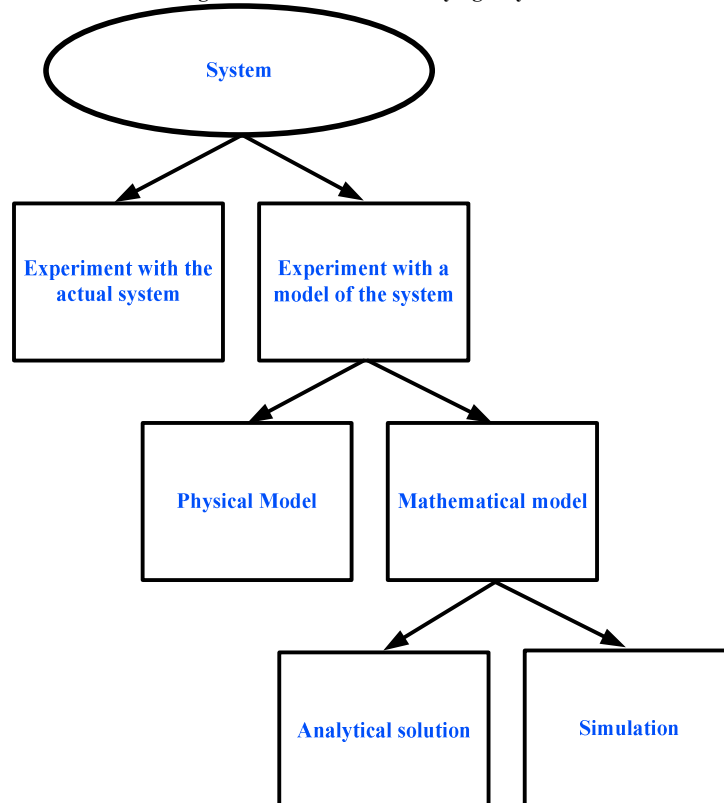 System
Experiment with the
actual system
Experiment with a
model of the system
Physical Model
Mathematical model
Analytical solution
Simulation